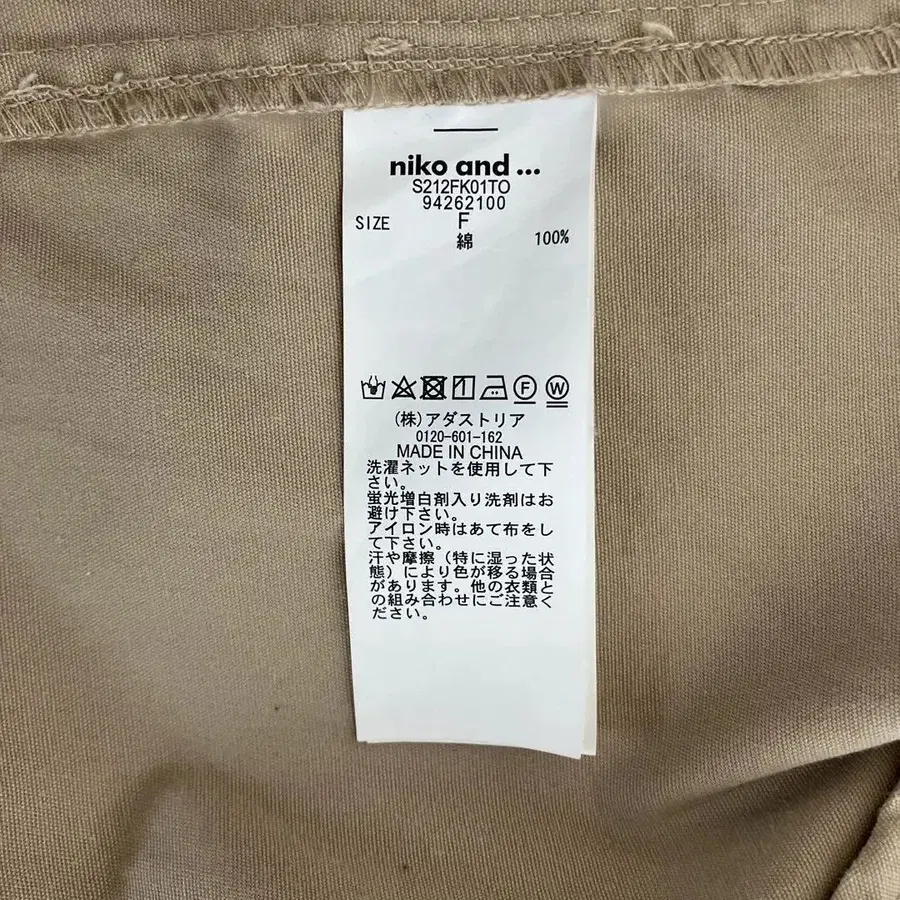 niko and ...
S212FK01TO
94262100
SIZE F
綿 100%
F W
(株)アダストリア
0120-601-162
MADE IN CHINA
洗濯ネットを使用して下
さい。
蛍光増白剤入り洗剤はお
避け下さい。
アイロン時はあて布をし
て下さい。
汗や摩擦（特に湿った状
態）により色が移る場合
があります。他の衣類と
の組み合わせにご注意く
ださい。